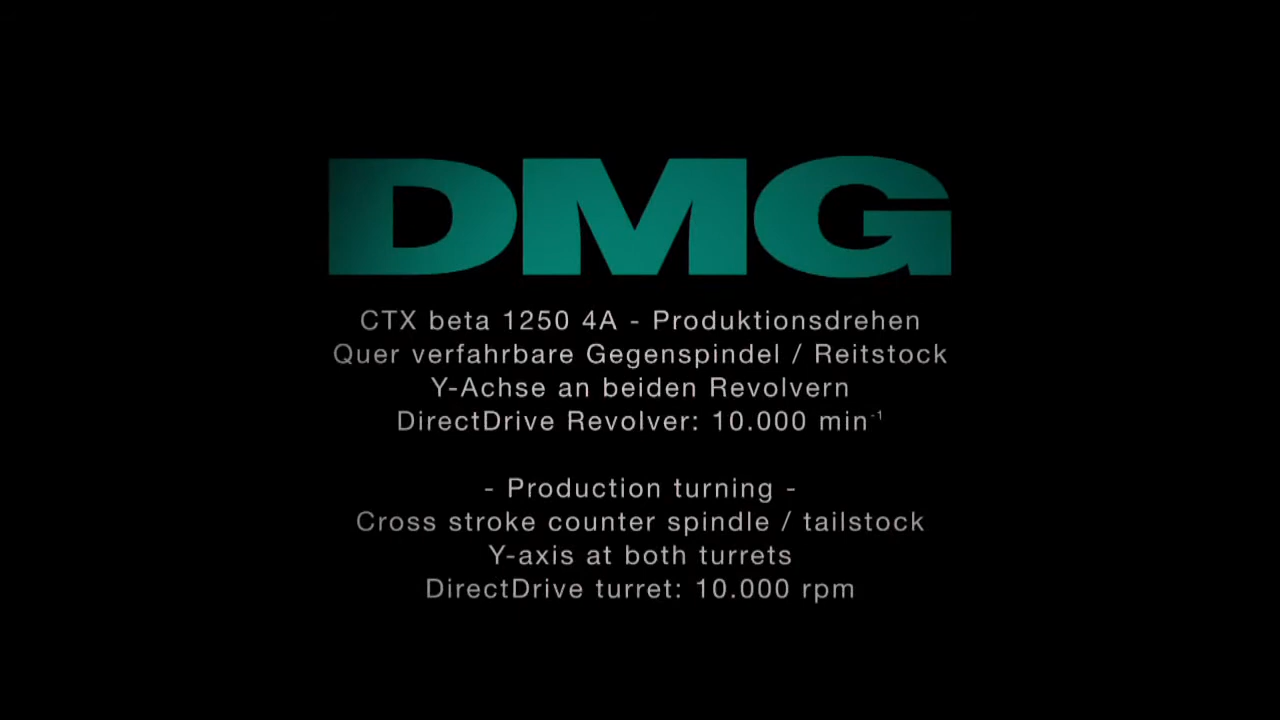 DMG
CTX beta 1250 4A - Produktionsdrehen
Quer verfahrbare Gegenspindel / Reitstock
Y-Achse an beiden Revolvern
DirectDrive Revolver: 10.000 min⁻¹
- Production turning -
Cross stroke counter spindle / tailstock
Y-axis at both turrets
DirectDrive turret: 10.000 rpm